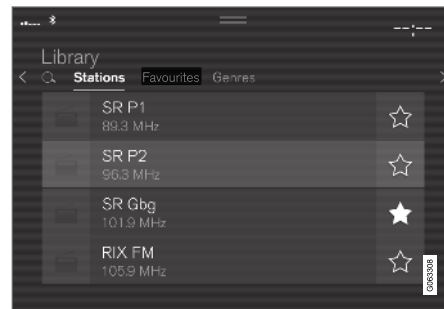 --:--
Library
Stations Favourites Genres
SR P1
89.3 MHz
SR P2
96.3 MHz
SR Gbg
101.9 MHz
RIX FM
105.9 MHz
G063308